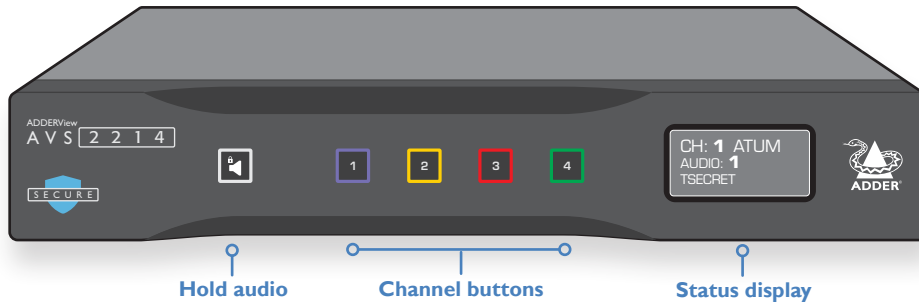 ADDERView
AVS 2214
SECURE
1
2
3
4
CH: 1 ATUM
AUDIO: 1
TSECRET
ADDER®
Hold audio
Channel buttons
Status display